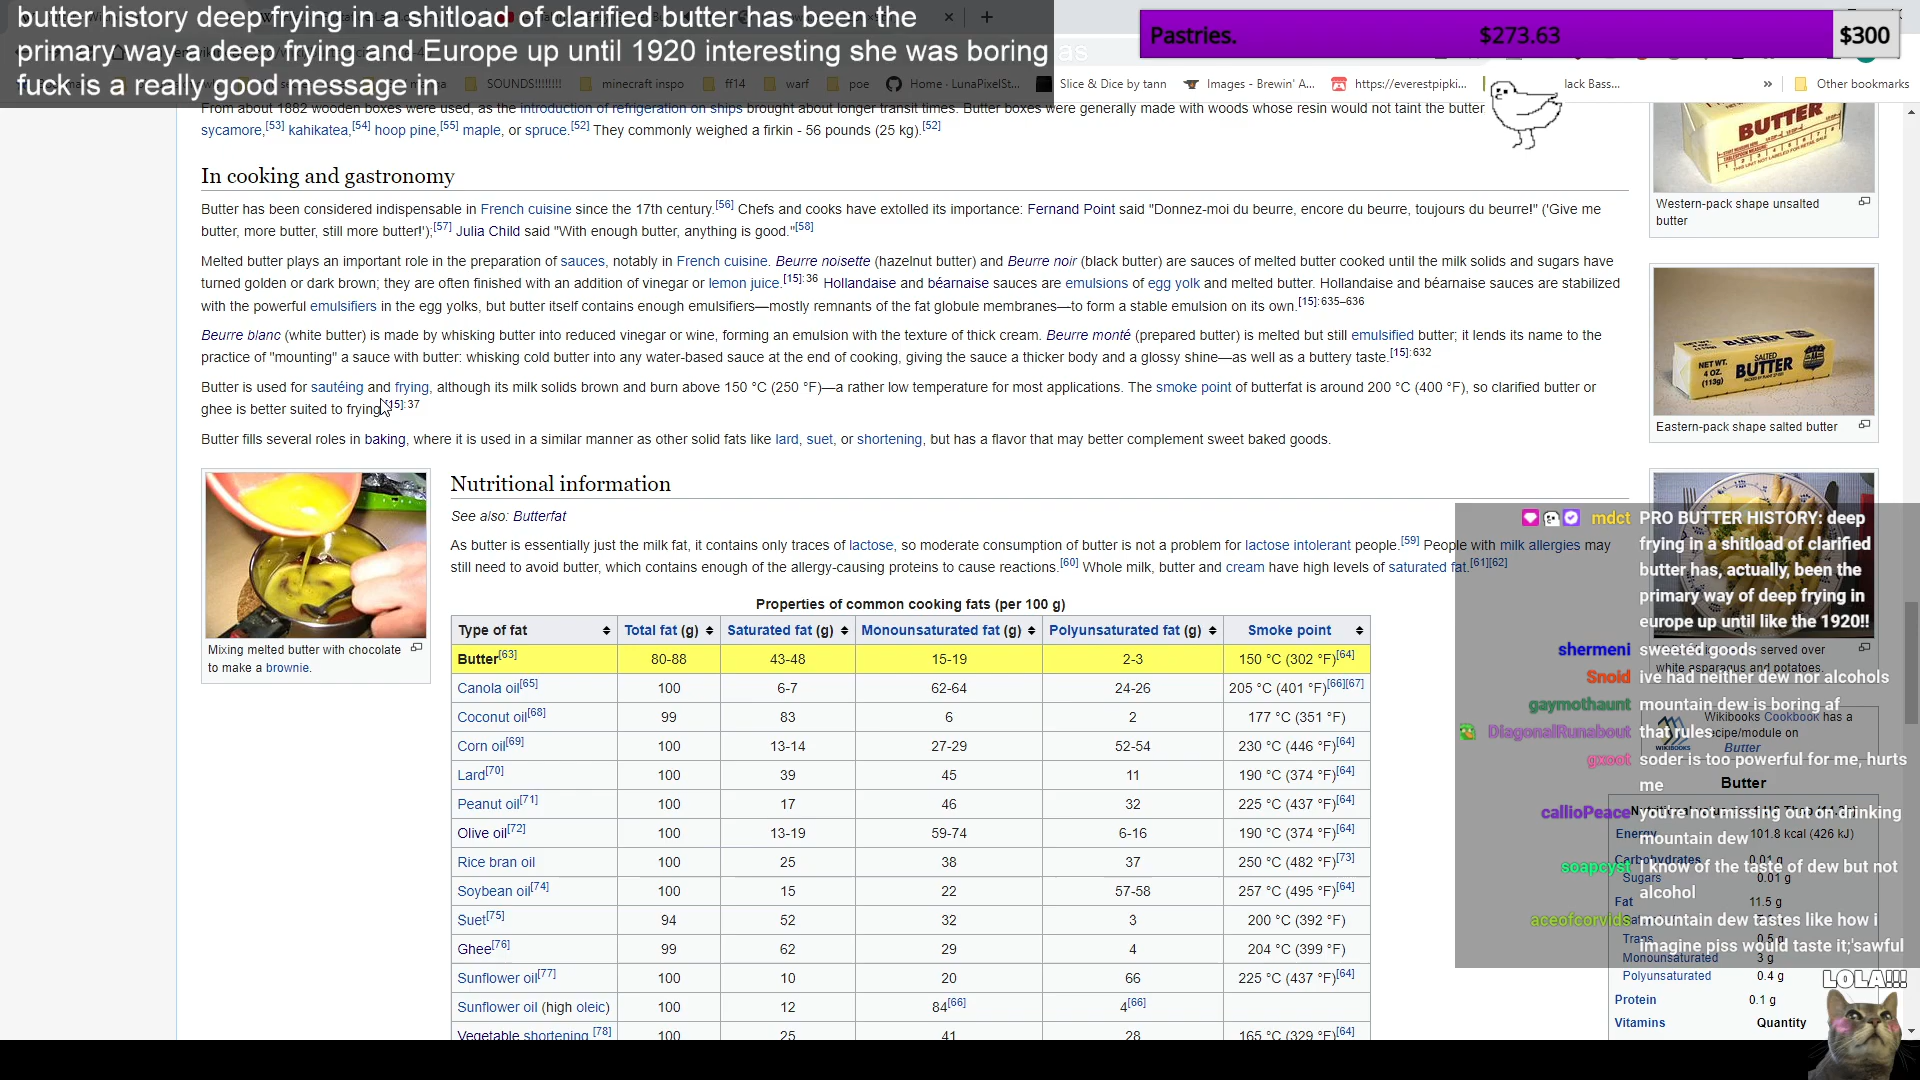 butter history deep frying in a shitload of clarified butter has been the
primary way a deep frying and Europe up until 1920 interesting she was boring as
fuck is a really good message in
Pastries. $273.63 $300
SOUNDS!!!!!!!! minecraft inspo ff14 warf poe Home · LunaPixelSt... Slice & Dice by tann Images - Brewin' A... https://everestpipki... lack Bass... » Other bookmarks
From about 1882 wooden boxes were used, as the introduction of refrigeration on ships brought about longer transit times. Butter boxes were generally made with woods whose resin would not taint the butter
sycamore,[53] kahikatea,[54] hoop pine,[55] maple, or spruce.[52] They commonly weighed a firkin - 56 pounds (25 kg).[52]
BUTTER
Western-pack shape unsalted
butter
In cooking and gastronomy
Butter has been considered indispensable in French cuisine since the 17th century.[56] Chefs and cooks have extolled its importance: Fernand Point said "Donnez-moi du beurre, encore du beurre, toujours du beurre!" ('Give me
butter, more butter, still more butter!');[57] Julia Child said "With enough butter, anything is good."[58]
Melted butter plays an important role in the preparation of sauces, notably in French cuisine. Beurre noisette (hazelnut butter) and Beurre noir (black butter) are sauces of melted butter cooked until the milk solids and sugars have
turned golden or dark brown; they are often finished with an addition of vinegar or lemon juice.[15]:36 Hollandaise and béarnaise sauces are emulsions of egg yolk and melted butter. Hollandaise and béarnaise sauces are stabilized
with the powerful emulsifiers in the egg yolks, but butter itself contains enough emulsifiers—mostly remnants of the fat globule membranes—to form a stable emulsion on its own.[15]:635–636
Beurre blanc (white butter) is made by whisking butter into reduced vinegar or wine, forming an emulsion with the texture of thick cream. Beurre monté (prepared butter) is melted but still emulsified butter; it lends its name to the
practice of "mounting" a sauce with butter: whisking cold butter into any water-based sauce at the end of cooking, giving the sauce a thicker body and a glossy shine—as well as a buttery taste.[15]:632
Butter is used for sautéing and frying, although its milk solids brown and burn above 150 °C (250 °F)—a rather low temperature for most applications. The smoke point of butterfat is around 200 °C (400 °F), so clarified butter or
ghee is better suited to frying.[15]:37
Butter fills several roles in baking, where it is used in a similar manner as other solid fats like lard, suet, or shortening, but has a flavor that may better complement sweet baked goods.
NET WT.
4 OZ.
(113g)
SALTED
BUTTER
Eastern-pack shape salted butter
Mixing melted butter with chocolate
to make a brownie.
Nutritional information
See also: Butterfat
As butter is essentially just the milk fat, it contains only traces of lactose, so moderate consumption of butter is not a problem for lactose intolerant people.[59] People with milk allergies may
still need to avoid butter, which contains enough of the allergy-causing proteins to cause reactions.[60] Whole milk, butter and cream have high levels of saturated fat.[61][62]
Properties of common cooking fats (per 100 g)
Type of fat Total fat (g) Saturated fat (g) Monounsaturated fat (g) Polyunsaturated fat (g) Smoke point
Butter[63] 80-88 43-48 15-19 2-3 150 °C (302 °F)[64]
Canola oil[65] 100 6-7 62-64 24-26 205 °C (401 °F)[66][67]
Coconut oil[68] 99 83 6 2 177 °C (351 °F)
Corn oil[69] 100 13-14 27-29 52-54 230 °C (446 °F)[64]
Lard[70] 100 39 45 11 190 °C (374 °F)[64]
Peanut oil[71] 100 17 46 32 225 °C (437 °F)[64]
Olive oil[72] 100 13-19 59-74 6-16 190 °C (374 °F)[64]
Rice bran oil 100 25 38 37 250 °C (482 °F)[73]
Soybean oil[74] 100 15 22 57-58 257 °C (495 °F)[64]
Suet[75] 94 52 32 3 200 °C (392 °F)
Ghee[76] 99 62 29 4 204 °C (399 °F)
Sunflower oil[77] 100 10 20 66 225 °C (437 °F)[64]
Sunflower oil (high oleic) 100 12 84[66] 4[66]
Vegetable shortening [78] 100 25 41 28 165 °C (329 °F)[64]
mdct PRO BUTTER HISTORY: deep
frying in a shitload of clarified
butter has, actually, been the
primary way of deep frying in
europe up until like the 1920!!
shermeni sweeted goods
Snoid ive had neither dew nor alcohols
gaymothaunt mountain dew is boring af
DiagonalRunabout that rules
gxoot soder is too powerful for me, hurts
me
callioPeace you're not missing out on drinking
mountain dew
soapcyst I know of the taste of dew but not
alcohol
aceofcorvids mountain dew tastes like how i
imagine piss would taste it;'sawful
served over
white asparagus and potatoes.
Wikibooks Cookbook has a
recipe/module on
Butter
WIKIBOOKS
Butter
Energy 101.8 kcal (426 kJ)
Carbohydrates 0.01 g
Sugars 0.01 g
Fat 11.5 g
Trans 0.5 g
Monounsaturated 3 g
Polyunsaturated 0.4 g
Protein 0.1 g
Vitamins Quantity
LOLA!!!